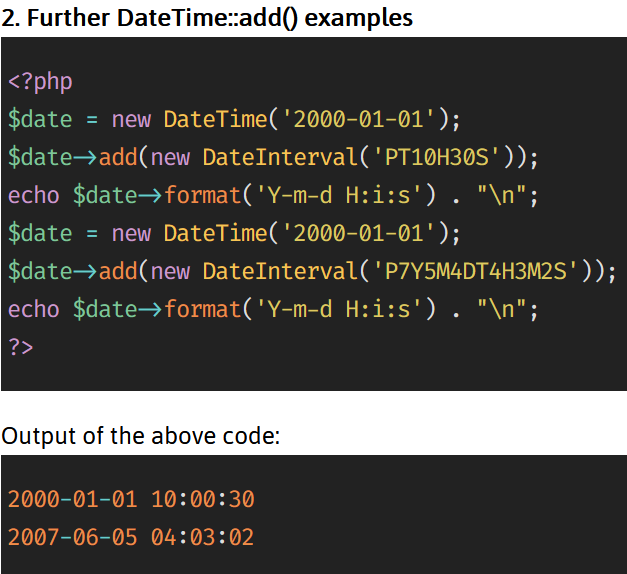 2. Further DateTime::add() examples
<?php
$date = new DateTime('2000-01-01');
$date->add(new DateInterval('PT10H30S'));
echo $date->format('Y-m-d H:i:s') . "\n";
$date = new DateTime('2000-01-01');
$date->add(new DateInterval('P7Y5M4DT4H3M2S'));
echo $date->format('Y-m-d H:i:s') . "\n";
?>
Output of the above code:
2000-01-01 10:00:30
2007-06-05 04:03:02